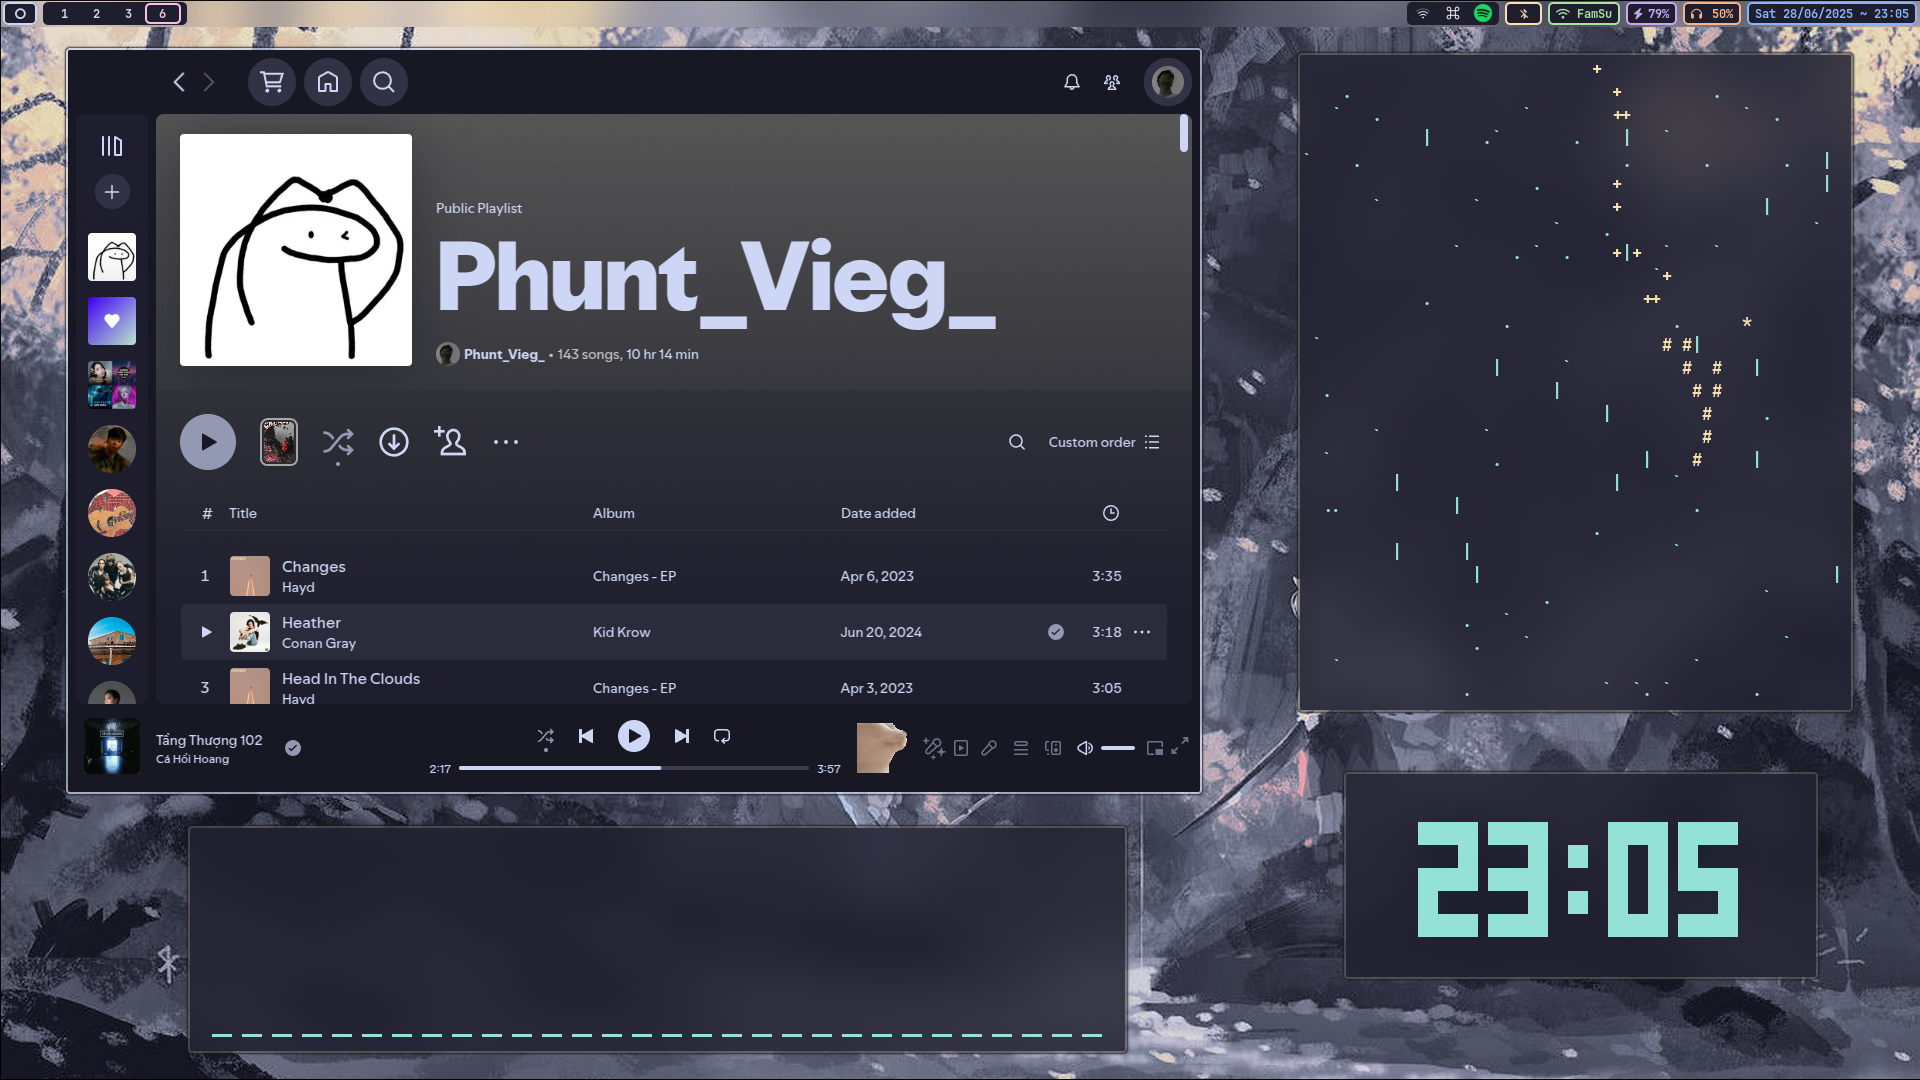 1 2 3 6
FamSu
79%
50%
Sat 28/06/2025 ~ 23:05
Public Playlist
Phunt_Vieg_
Phunt_Vieg_ • 143 songs, 10 hr 14 min
Custom order
# Title Album Date added
1 Changes Changes - EP Apr 6, 2023 3:35
Hayd
Heather Kid Krow Jun 20, 2024 3:18
Conan Gray
3 Head In The Clouds Changes - EP Apr 3, 2023 3:05
Hayd
Tầng Thượng 102
Cá Hồi Hoang
2:17 3:57
23:05